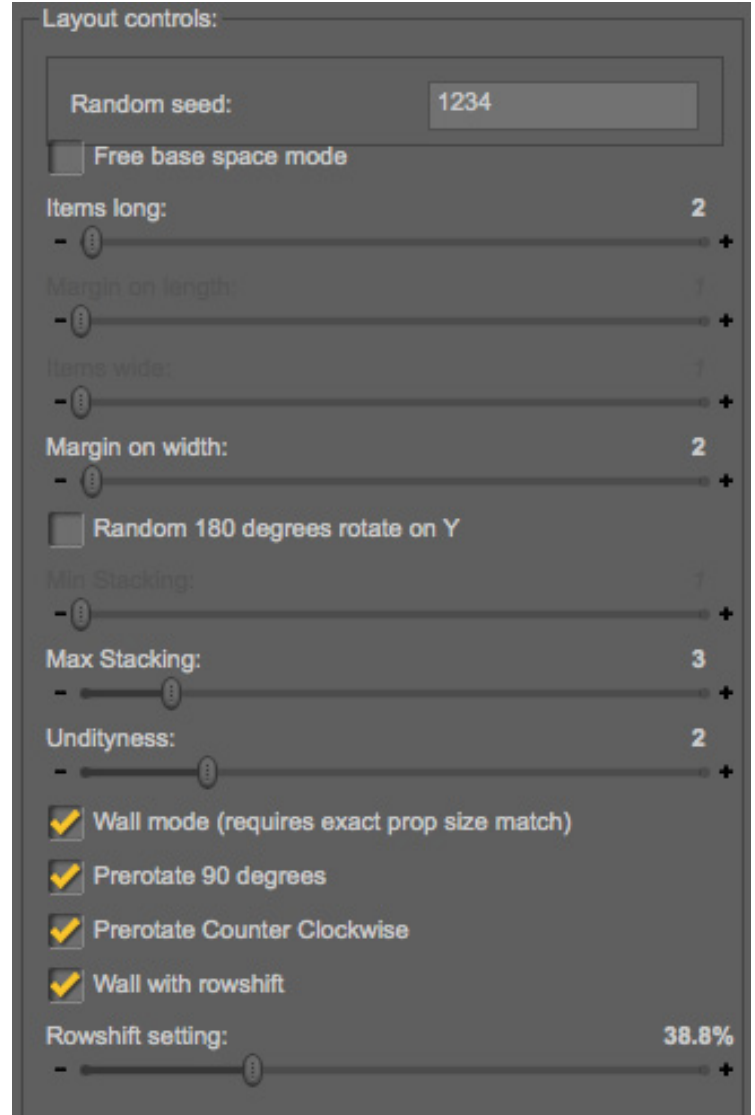 Layout controls:
Random seed: 1234
Free base space mode
Items long: 2
- +
Margin on length: 1
- +
Items wide: 1
- +
Margin on width: 2
- +
Random 180 degrees rotate on Y
Min Stacking: 1
- +
Max Stacking: 3
- +
Undityness: 2
- +
Wall mode (requires exact prop size match)
Prerotate 90 degrees
Prerotate Counter Clockwise
Wall with rowshift
Rowshift setting: 38.8%
- +